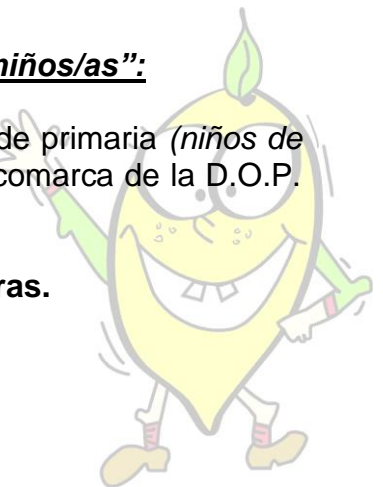 niños/as”:
de primaria (niños de
comarca de la D.O.P.
ras.